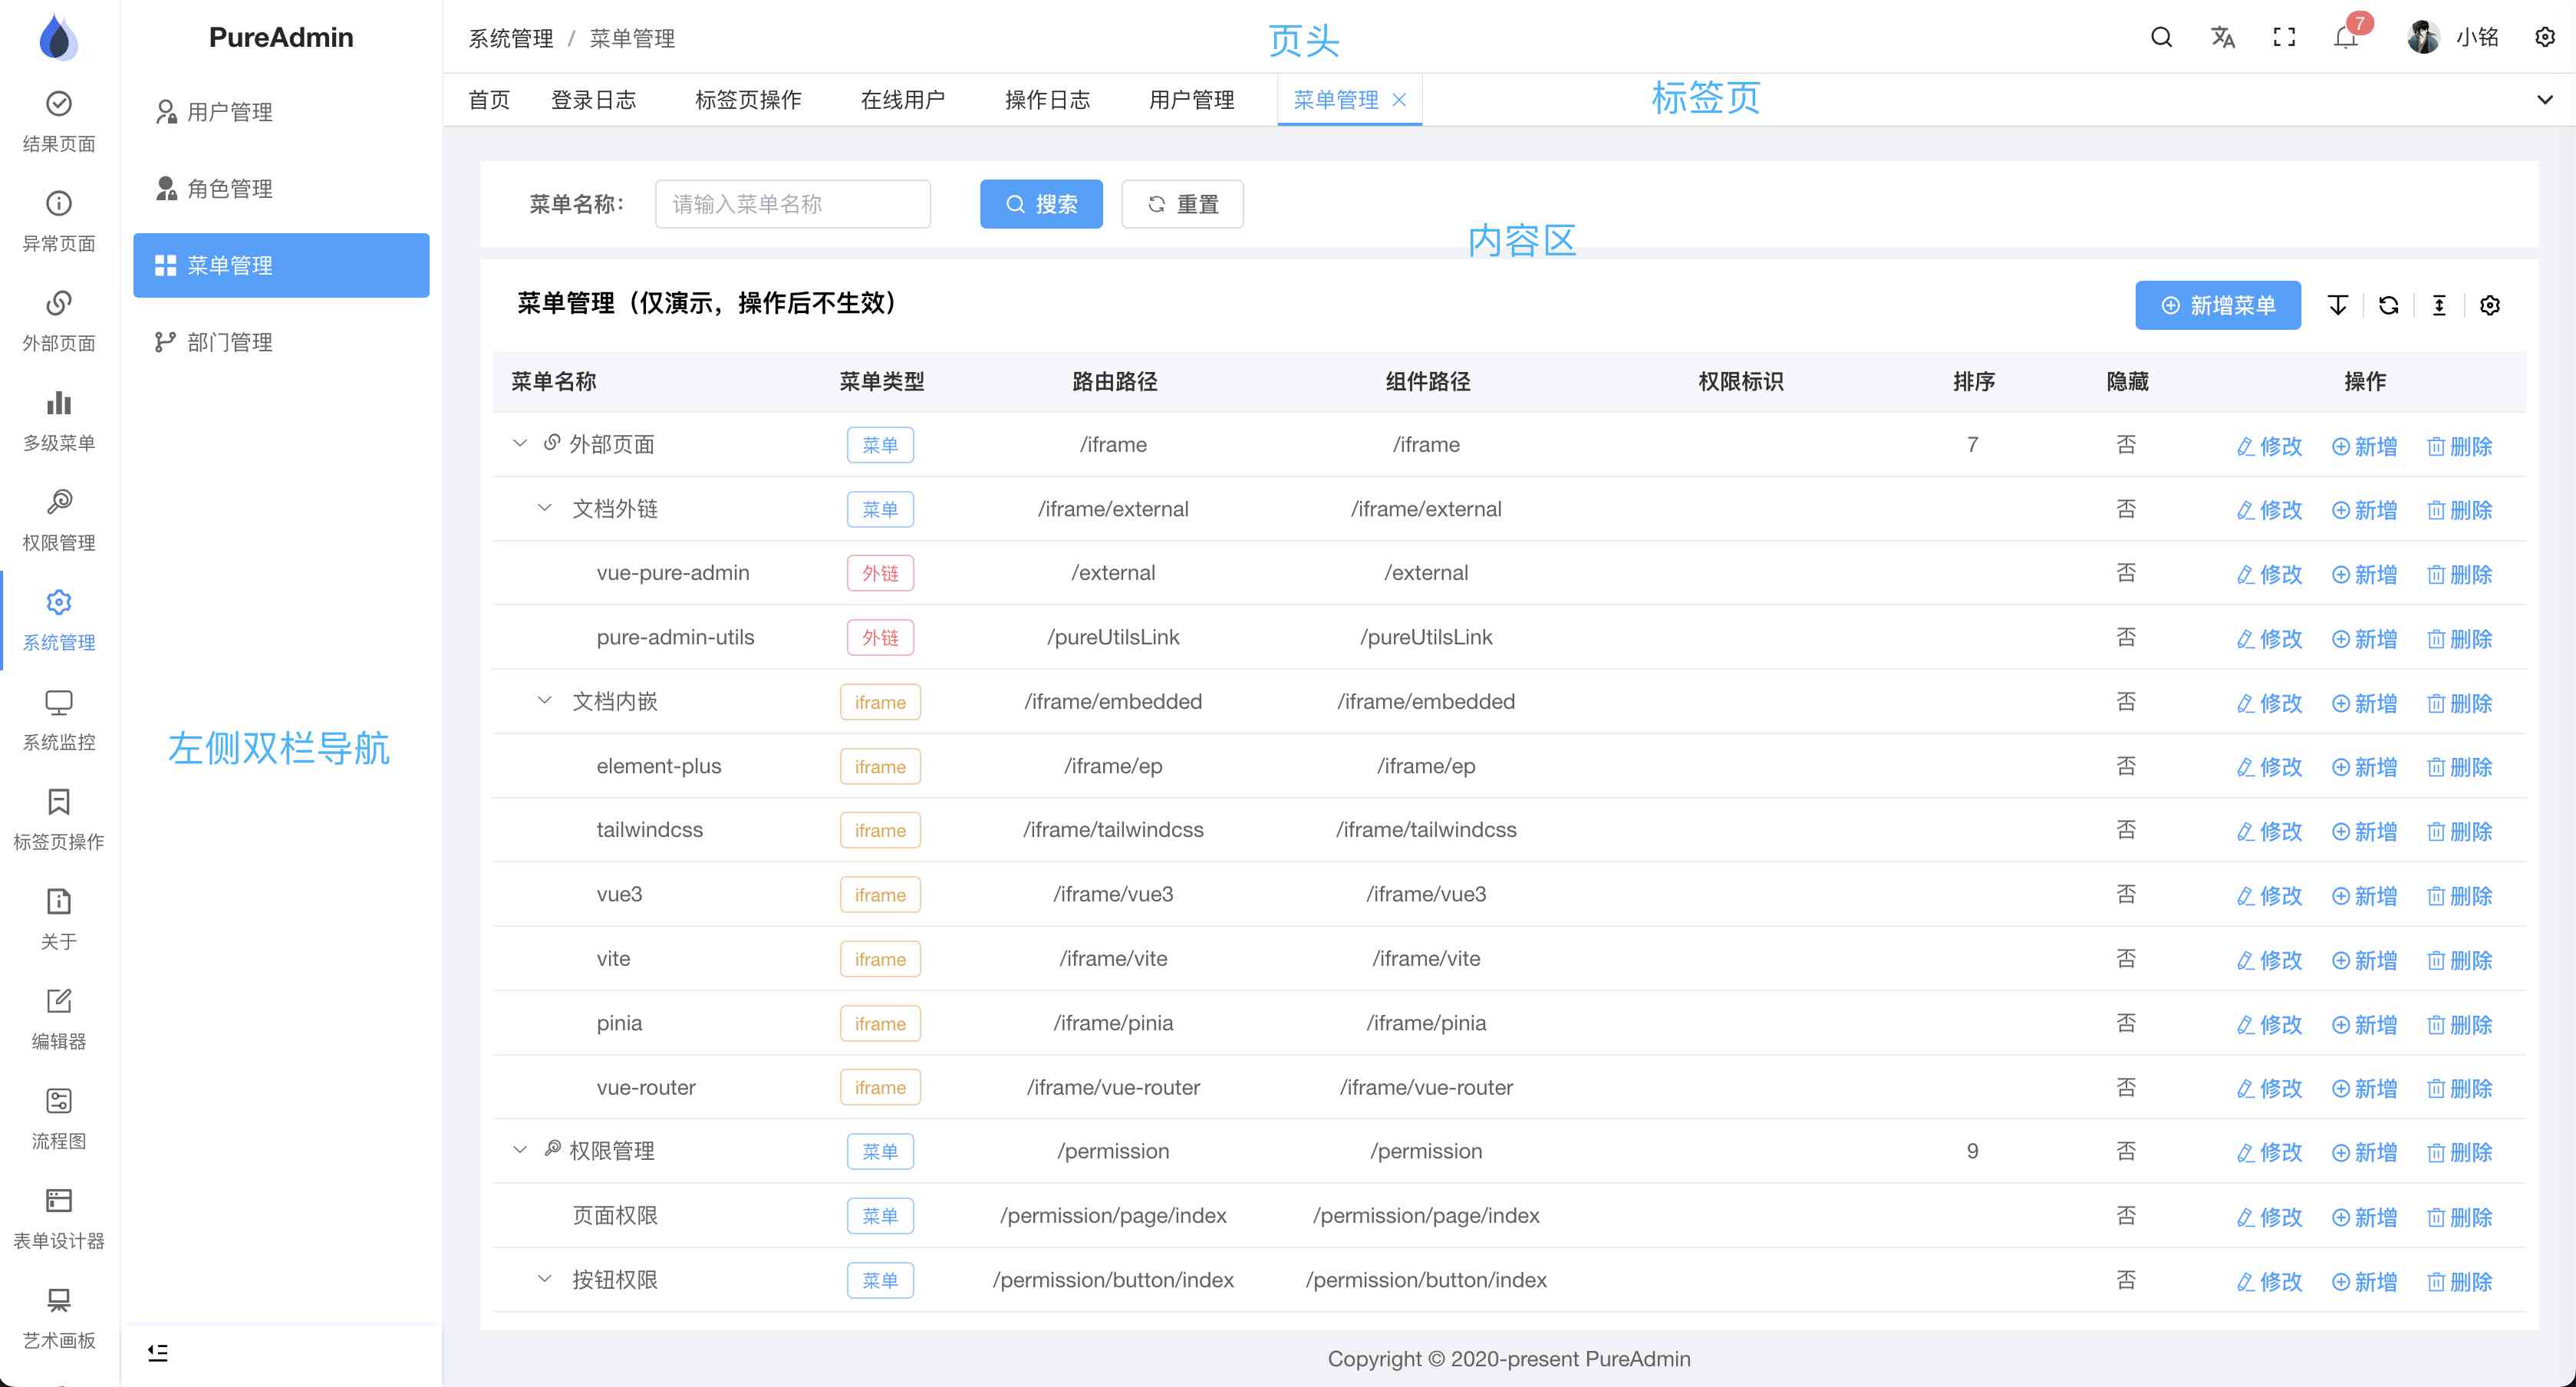 PureAdmin
系统管理 / 菜单管理
页头
7
小铭
首页 登录日志 标签页操作 在线用户 操作日志 用户管理 菜单管理
标签页
结果页面
异常页面
外部页面
多级菜单
权限管理
系统管理
系统监控
标签页操作
关于
编辑器
流程图
表单设计器
艺术画板
用户管理
角色管理
菜单管理
部门管理
左侧双栏导航
菜单名称： 请输入菜单名称 搜索 重置
内容区
菜单管理（仅演示，操作后不生效） 新增菜单
菜单名称 菜单类型 路由路径 组件路径 权限标识 排序 隐藏 操作
外部页面 菜单 /iframe /iframe 7 否 修改 新增 删除
文档外链 菜单 /iframe/external /iframe/external 否 修改 新增 删除
vue-pure-admin 外链 /external /external 否 修改 新增 删除
pure-admin-utils 外链 /pureUtilsLink /pureUtilsLink 否 修改 新增 删除
文档内嵌 iframe /iframe/embedded /iframe/embedded 否 修改 新增 删除
element-plus iframe /iframe/ep /iframe/ep 否 修改 新增 删除
tailwindcss iframe /iframe/tailwindcss /iframe/tailwindcss 否 修改 新增 删除
vue3 iframe /iframe/vue3 /iframe/vue3 否 修改 新增 删除
vite iframe /iframe/vite /iframe/vite 否 修改 新增 删除
pinia iframe /iframe/pinia /iframe/pinia 否 修改 新增 删除
vue-router iframe /iframe/vue-router /iframe/vue-router 否 修改 新增 删除
权限管理 菜单 /permission /permission 9 否 修改 新增 删除
页面权限 菜单 /permission/page/index /permission/page/index 否 修改 新增 删除
按钮权限 菜单 /permission/button/index /permission/button/index 否 修改 新增 删除
Copyright © 2020-present PureAdmin